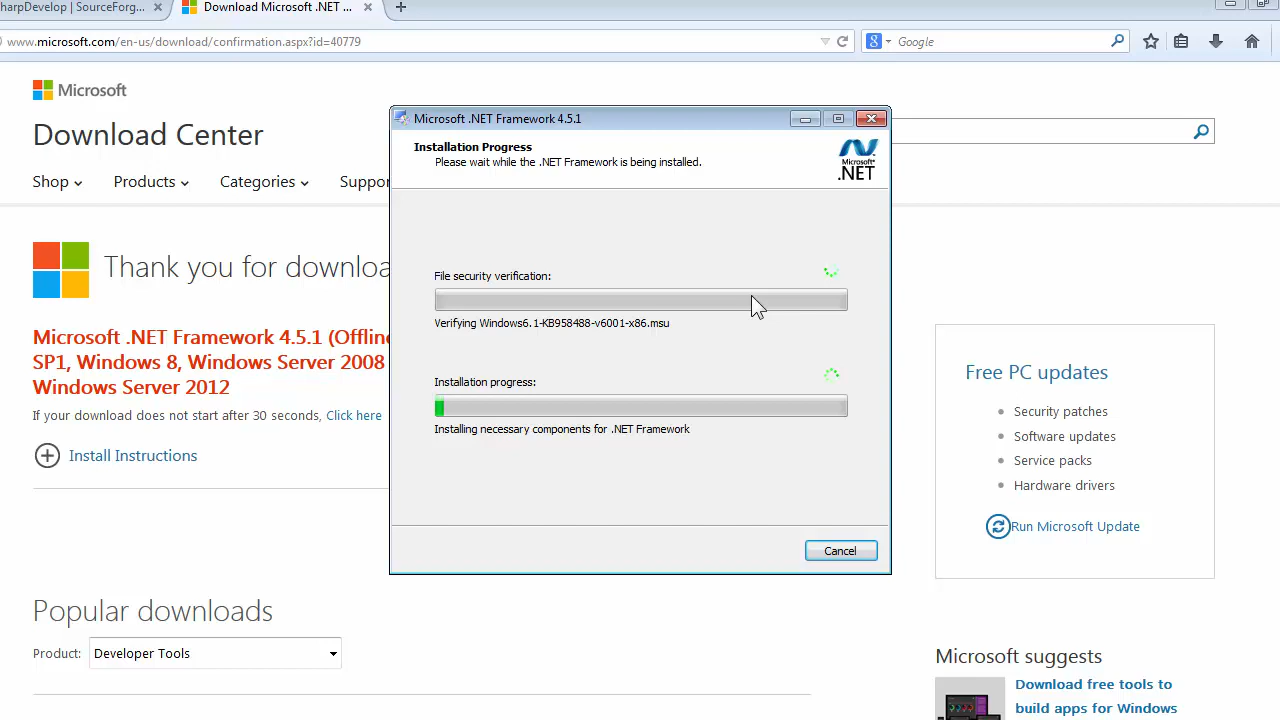 harpDevelop | SourceForg...
Download Microsoft .NET ...
www.microsoft.com/en-us/download/confirmation.aspx?id=40779
Google
Microsoft
Download Center
Shop
Products
Categories
Suppor
Thank you for downloa
Microsoft .NET Framework 4.5.1 (Offline
SP1, Windows 8, Windows Server 2008
Windows Server 2012
If your download does not start after 30 seconds, Click here
Install Instructions
Microsoft .NET Framework 4.5.1
Installation Progress
Please wait while the .NET Framework is being installed.
Microsoft
.NET
File security verification:
Verifying Windows6.1-KB958488-v6001-x86.msu
Installation progress:
Installing necessary components for .NET Framework
Cancel
Free PC updates
Security patches
Software updates
Service packs
Hardware drivers
Run Microsoft Update
Popular downloads
Product:
Developer Tools
Microsoft suggests
Download free tools to
build apps for Windows